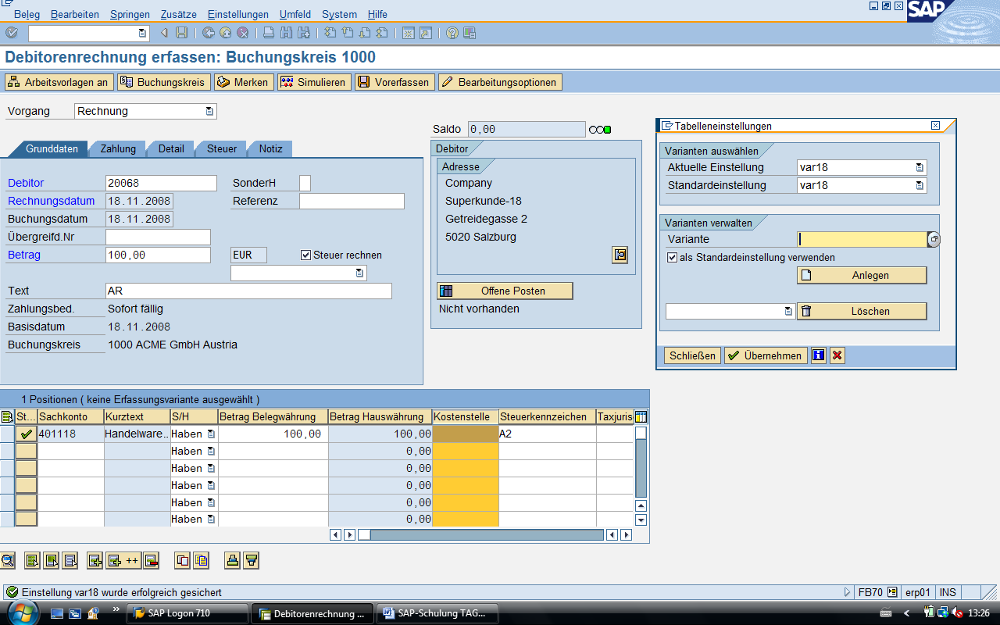 Beleg Bearbeiten Springen Zusätze Einstellungen Umfeld System Hilfe
SAP
Debitorenrechnung erfassen: Buchungskreis 1000
Arbeitsvorlagen an Buchungskreis Merken Simulieren Vorerfassen Bearbeitungsoptionen
Vorgang Rechnung
Saldo 0,00
Grunddaten Zahlung Detail Steuer Notiz
Debitor 20068 SonderH
Rechnungsdatum 18.11.2008 Referenz
Buchungsdatum 18.11.2008
Übergreifd.Nr
Betrag 100,00 EUR Steuer rechnen
Text AR
Zahlungsbed. Sofort fällig
Basisdatum 18.11.2008
Buchungskreis 1000 ACME GmbH Austria
Debitor
Adresse
Company
Superkunde-18
Getreidegasse 2
5020 Salzburg
Offene Posten
Nicht vorhanden
Tabelleneinstellungen
Varianten auswählen
Aktuelle Einstellung var18
Standardeinstellung var18
Varianten verwalten
Variante
als Standardeinstellung verwenden
Anlegen
Löschen
Schließen Übernehmen
1 Positionen ( keine Erfassungsvariante ausgewählt )
St... Sachkonto Kurztext S/H Betrag Belegwährung Betrag Hauswährung Kostenstelle Steuerkennzeichen Taxjuris
401118 Handelware... Haben 100,00 100,00 A2
Haben 0,00
Haben 0,00
Haben 0,00
Haben 0,00
Haben 0,00
++
Einstellung var18 wurde erfolgreich gesichert FB70 erp01 INS
» SAP Logon 710 Debitorenrechnung ... SAP-Schulung TAG... 13:26